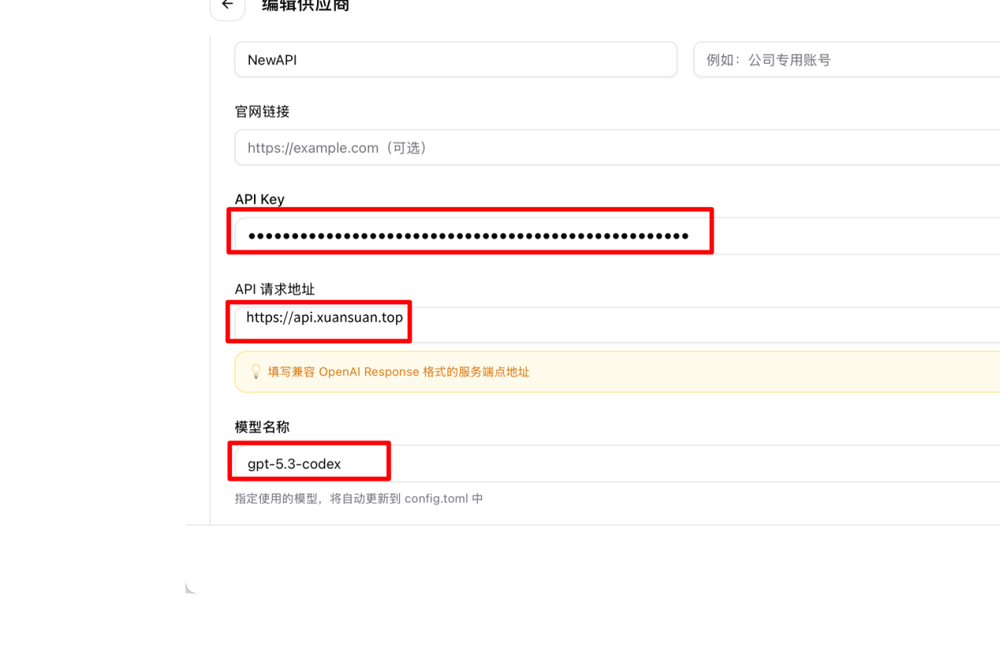 编辑供应商
NewAPI
例如：公司专用账号
官网链接
https://example.com（可选）
API Key
API 请求地址
https://api.xuansuan.top
填写兼容 OpenAI Response 格式的服务端点地址
模型名称
gpt-5.3-codex
指定使用的模型，将自动更新到 config.toml 中